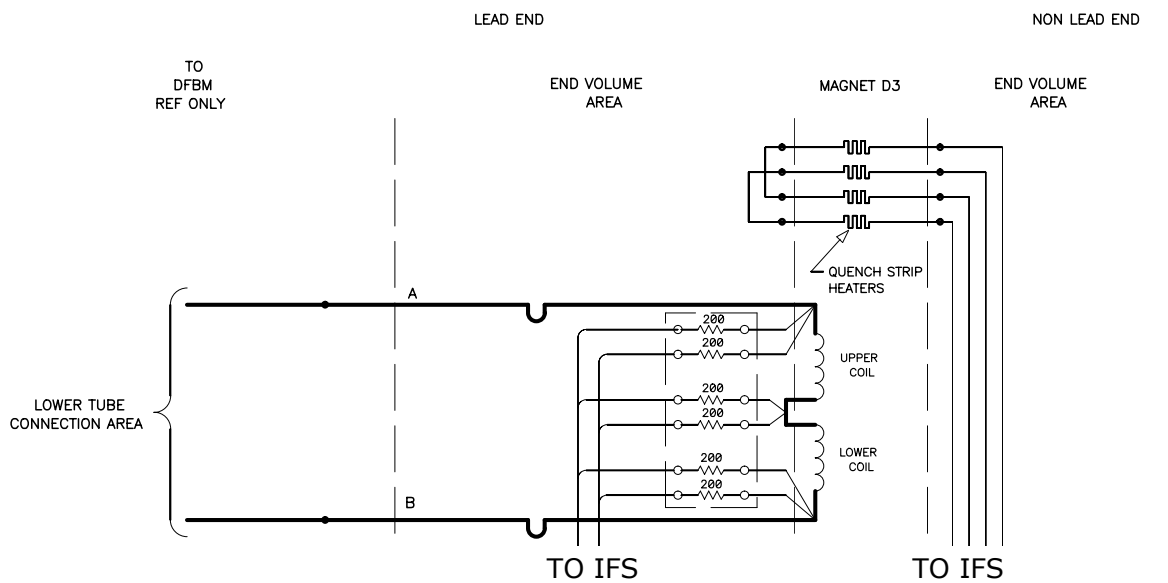 LEAD END
NON LEAD END
TO
DFBM
REF ONLY
END VOLUME
AREA
MAGNET D3
END VOLUME
AREA
QUENCH STRIP
HEATERS
A
200
200
UPPER
COIL
200
200
LOWER TUBE
CONNECTION AREA
LOWER
COIL
200
200
B
TO IFS
TO IFS